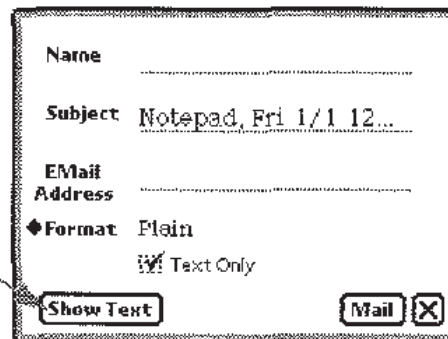 Name
Subject Notepad, Fri 1/1 12...
EMail
Address
◆Format Plain
Text Only
Show Text Mail X